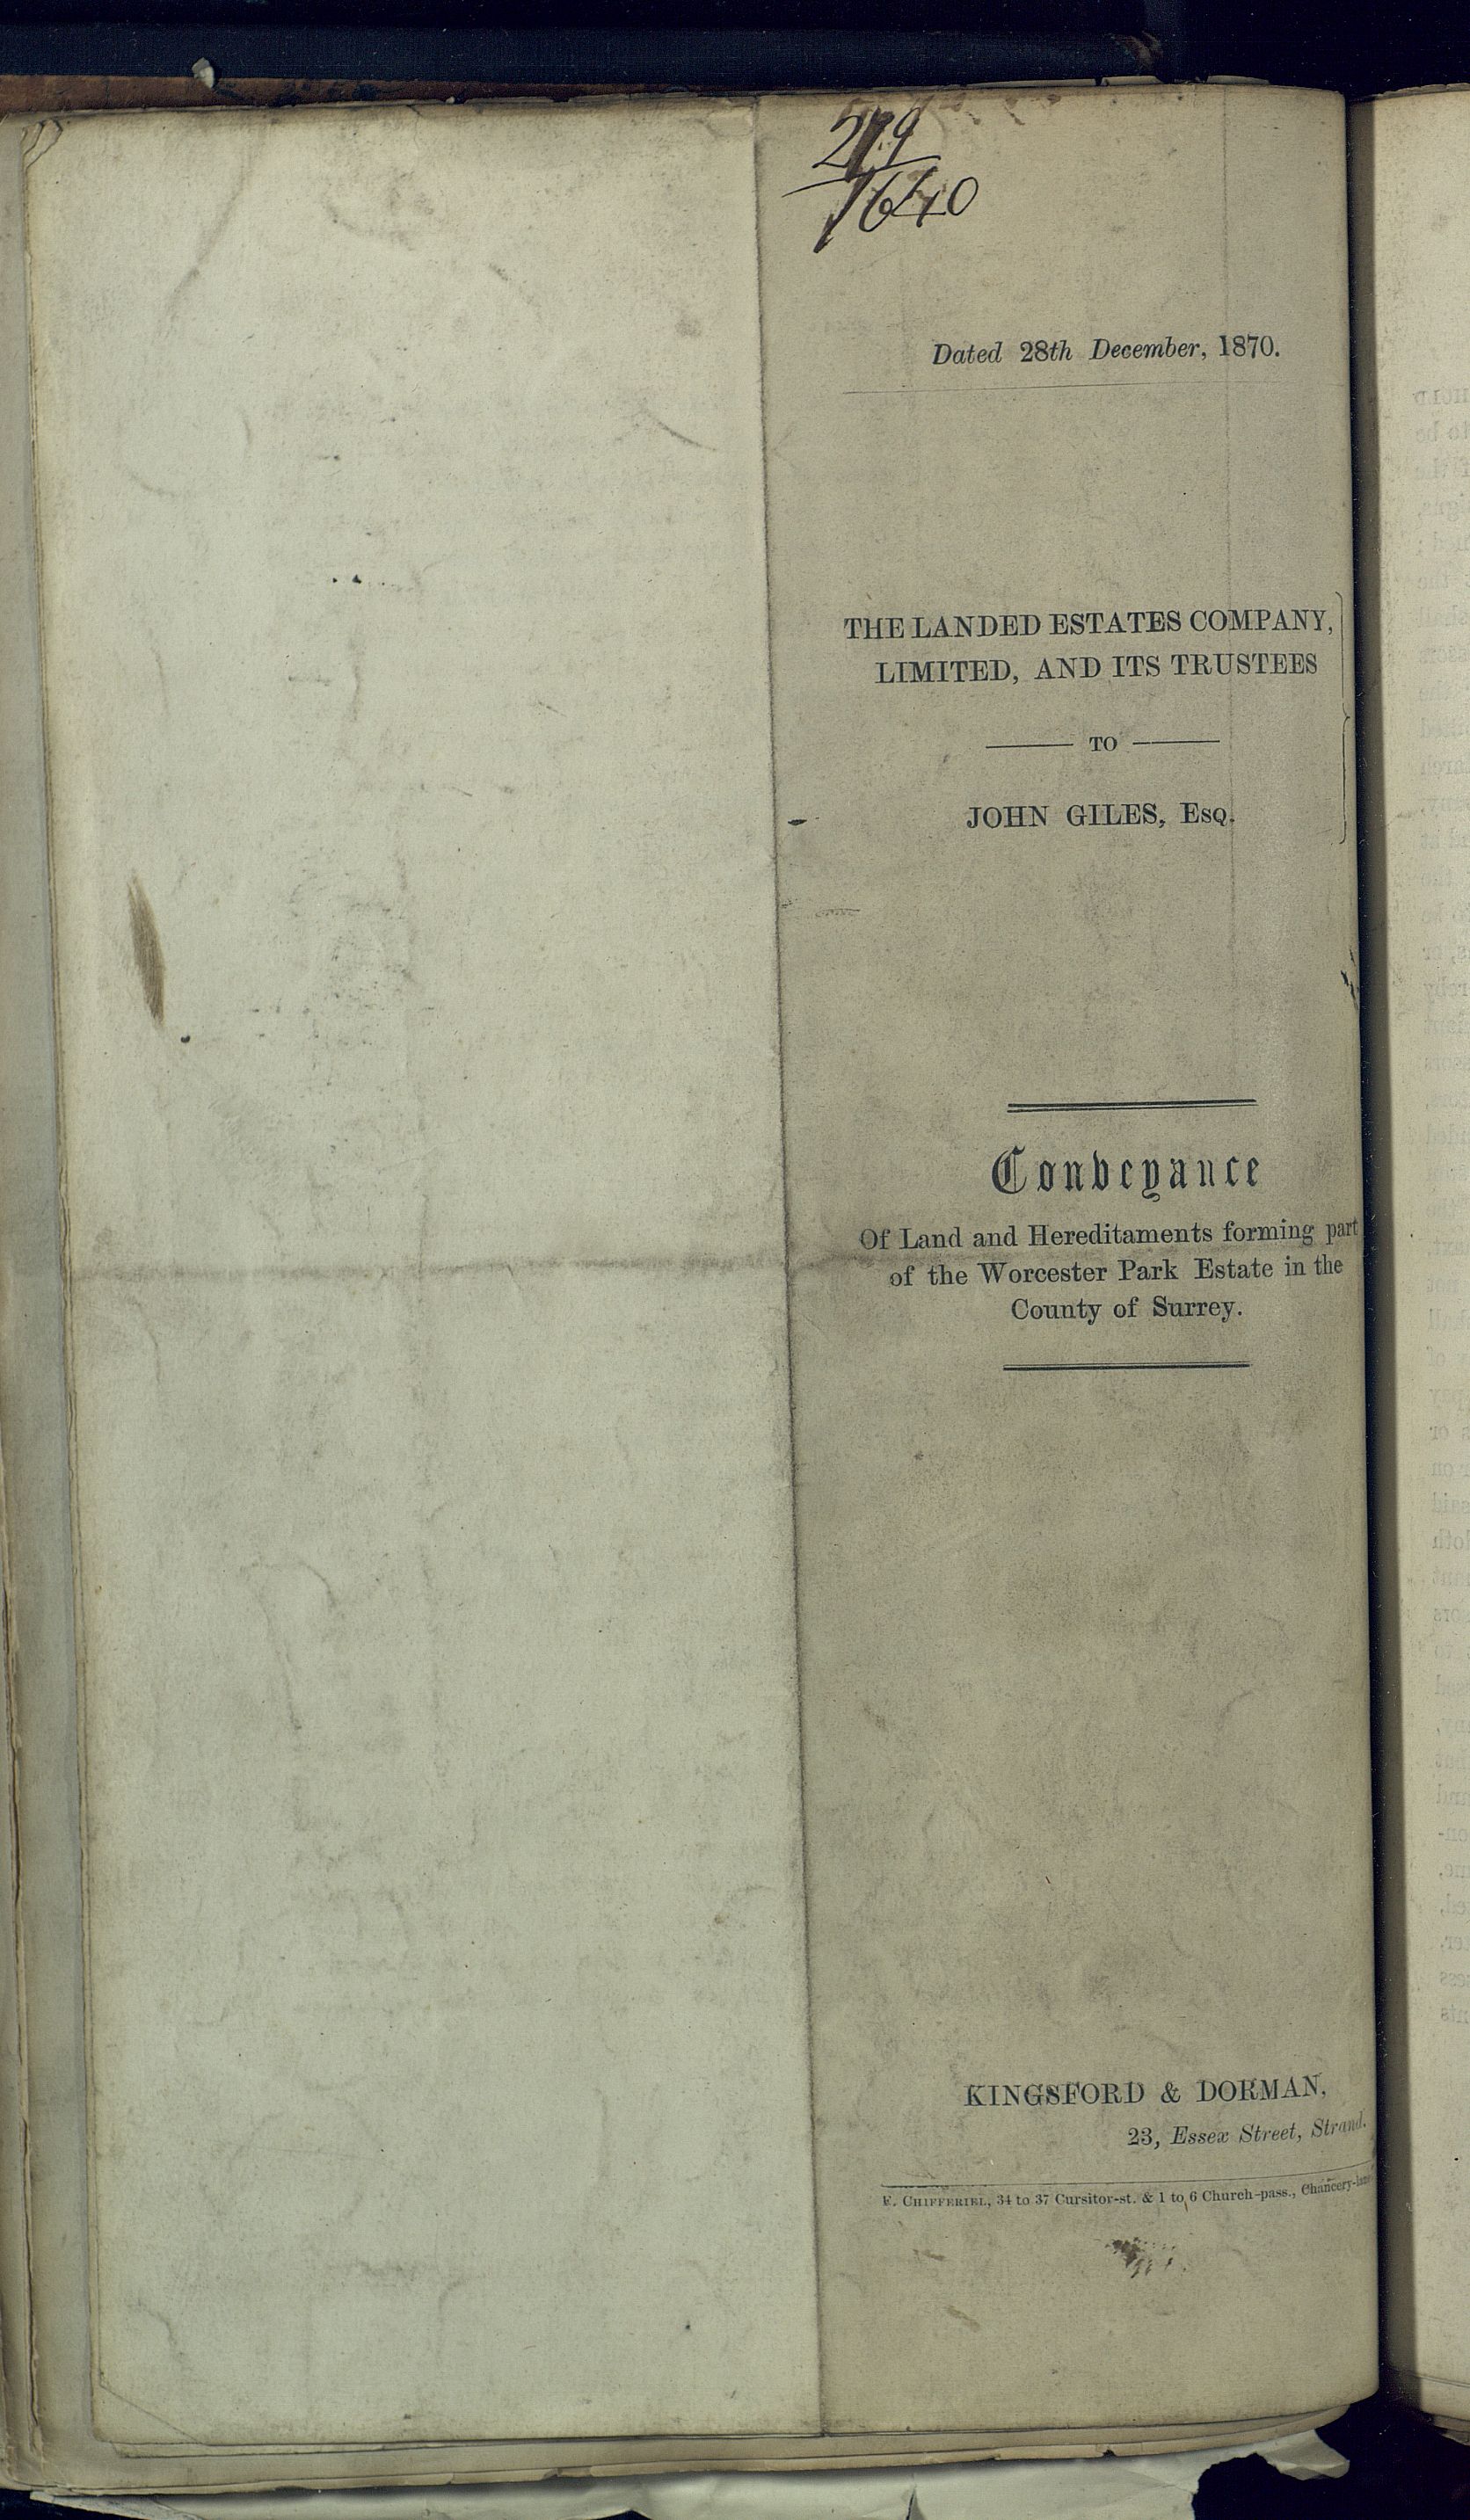 1640
Dated 28th December, 1870.
THE LANDED ESTATES COMPANY,
LIMITED, AND ITS TRUSTEES
TO
JOHN GILES, Esq.
Conveyance
Of Land and Hereditaments forming part
of the Worcester Park Estate in the
County of Surrey.
KINGSFORD & DORMAN,
23, Essex Street, Strand.
E. Chifferiel, 34 to 37 Cursitor-st. & 1 to 6 Church-pass., Chancery-lane